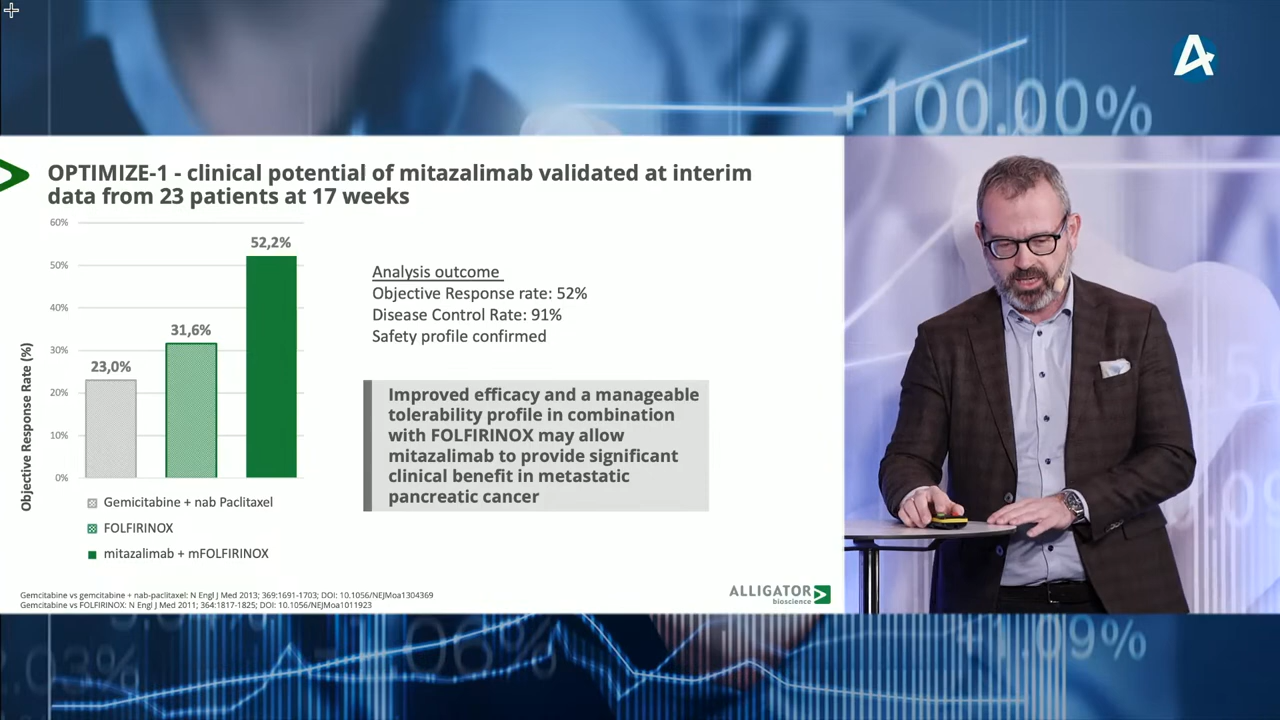 +100.00%
OPTIMIZE-1 - clinical potential of mitazalimab validated at interim
data from 23 patients at 17 weeks
60%
50%
40%
30%
20%
10%
0%
Objective Response Rate (%)
23,0%
31,6%
52,2%
Gemcitabine + nab Paclitaxel
FOLFIRINOX
mitazalimab + mFOLFIRINOX
Analysis outcome
Objective Response rate: 52%
Disease Control Rate: 91%
Safety profile confirmed
Improved efficacy and a manageable
tolerability profile in combination
with FOLFIRINOX may allow
mitazalimab to provide significant
clinical benefit in metastatic
pancreatic cancer
Gemcitabine vs gemcitabine + nab-paclitaxel: N Engl J Med 2013; 369:1691-1703; DOI: 10.1056/NEJMoa1304369
Gemcitabine vs FOLFIRINOX: N Engl J Med 2011; 364:1817-1825; DOI: 10.1056/NEJMoa1011923
ALLIGATOR
bioscience